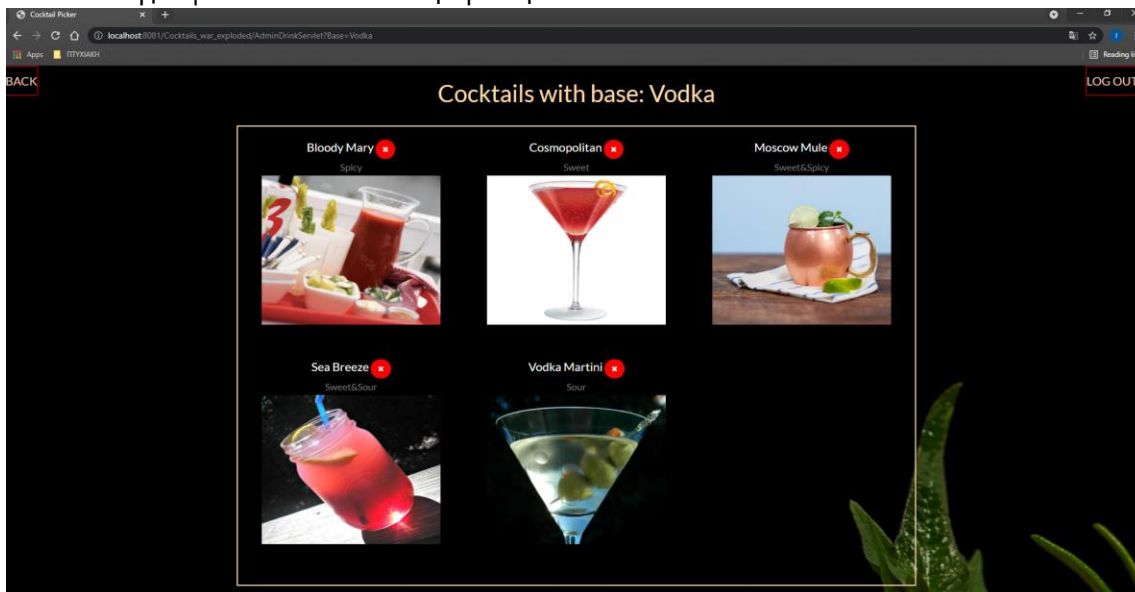 Cocktail Picker
localhost:8081/Cocktails_war_exploded/AdminDrinkServlet?Base=Vodka
Apps ΠΤΥΧΙΑΚΗ Reading li
BACK
LOG OUT
Cocktails with base: Vodka
Bloody Mary Cosmopolitan Moscow Mule
Spicy Sweet Sweet&Spicy
Sea Breeze Vodka Martini
Sweet&Sour Sour